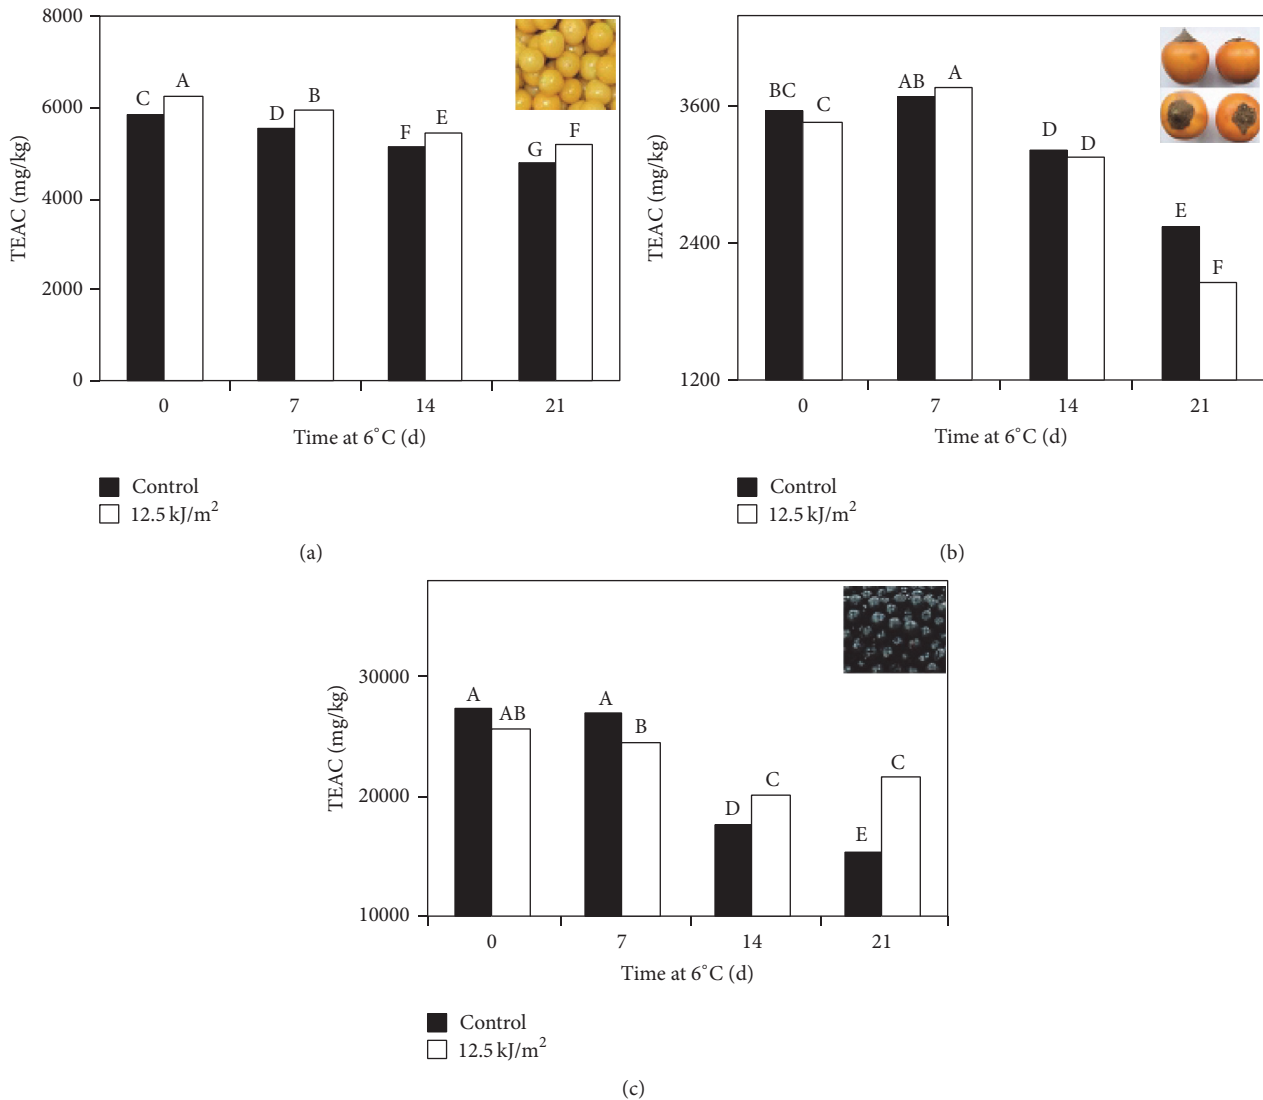 8000
6000
4000
2000
0
TEAC (mg/kg)
C
A
D
B
F
E
G
F
0
7
14
21
Time at 6°C (d)
Control
12.5 kJ/m²
(a)
3600
2400
1200
TEAC (mg/kg)
BC
C
AB
A
D
D
E
F
0
7
14
21
Time at 6°C (d)
Control
12.5 kJ/m²
(b)
30000
20000
10000
TEAC (mg/kg)
A
AB
A
B
D
C
E
C
0
7
14
21
Time at 6°C (d)
Control
12.5 kJ/m²
(c)